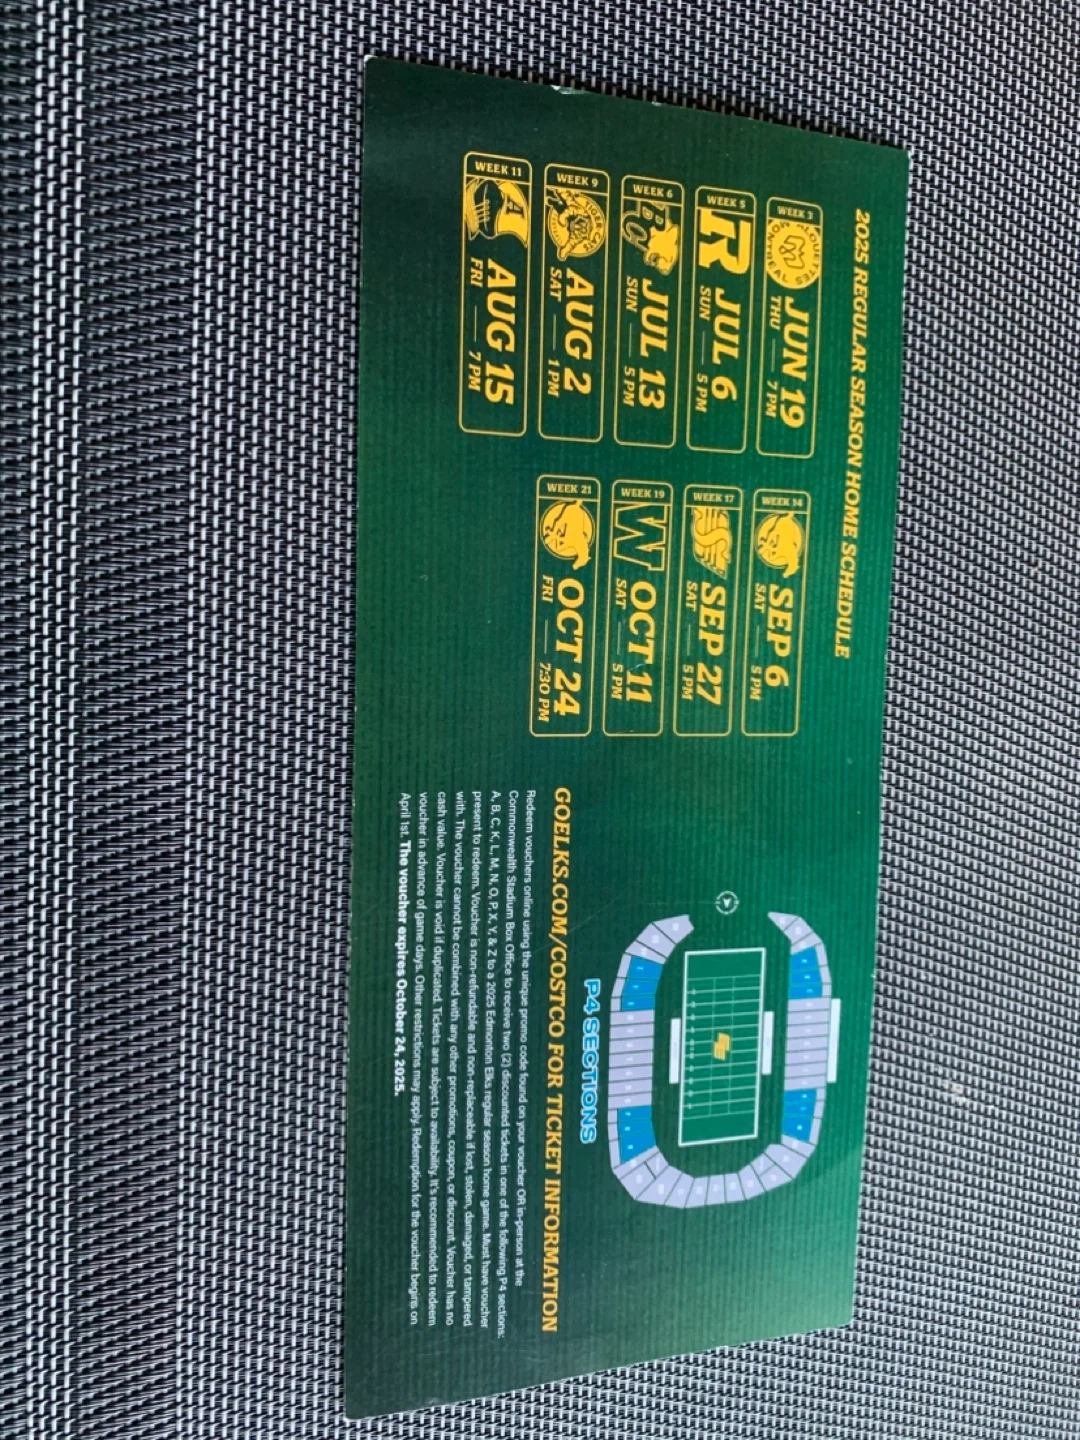 2025 REGULAR SEASON HOME SCHEDULE
WEEK 3
ALOUETTES
MONTREAL
JUN 19
THU — 7 PM
WEEK 5
R
JUL 6
SUN — 5 PM
WEEK 6
BC
JUL 13
SUN — 5 PM
WEEK 9
TIGER-CATS
AUG 2
SAT — 1 PM
WEEK 11
A
AUG 15
FRI — 7 PM
WEEK 14
SEP 6
SAT — 5 PM
WEEK 17
S
SEP 27
SAT — 5 PM
WEEK 19
W
OCT 11
SAT — 5 PM
WEEK 21
OCT 24
FRI — 7:30 PM
P4 SECTIONS
GOELKS.COM/COSTCO FOR TICKET INFORMATION
Redeem vouchers online using the unique promo code found on your voucher OR in-person at the
Commonwealth Stadium Box Office to receive two (2) discounted tickets in one of the following P4 sections:
A, B, C, K, L, M, N, O, P, X, Y, & Z to a 2025 Edmonton Elks regular season home game. Must have voucher
present to redeem. Voucher is non-refundable and non-replaceable if lost, stolen, damaged, or tampered
with. The voucher cannot be combined with any other promotions, coupon, or discount. Voucher has no
cash value. Voucher is void if duplicated. Tickets are subject to availability. It's recommended to redeem
voucher in advance of game days. Other restrictions may apply. Redemption for the voucher begins on
April 1st. The voucher expires October 24, 2025.